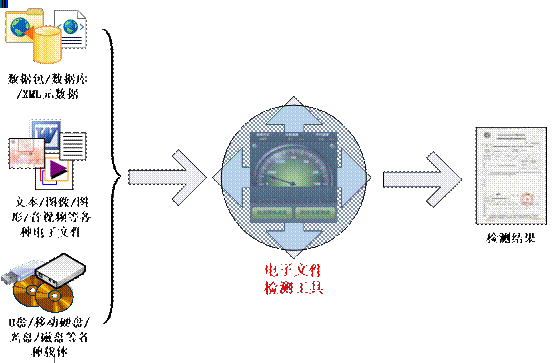 数据包/数据库
/XML元数据
文本/图像/图
形/音视频等各
种电子文件
U盘/移动硬盘/
光盘/磁盘等各
种载体
电子文件
检测工具
检测结果